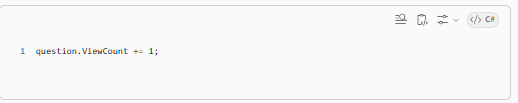 </> C#
1 question.ViewCount += 1;